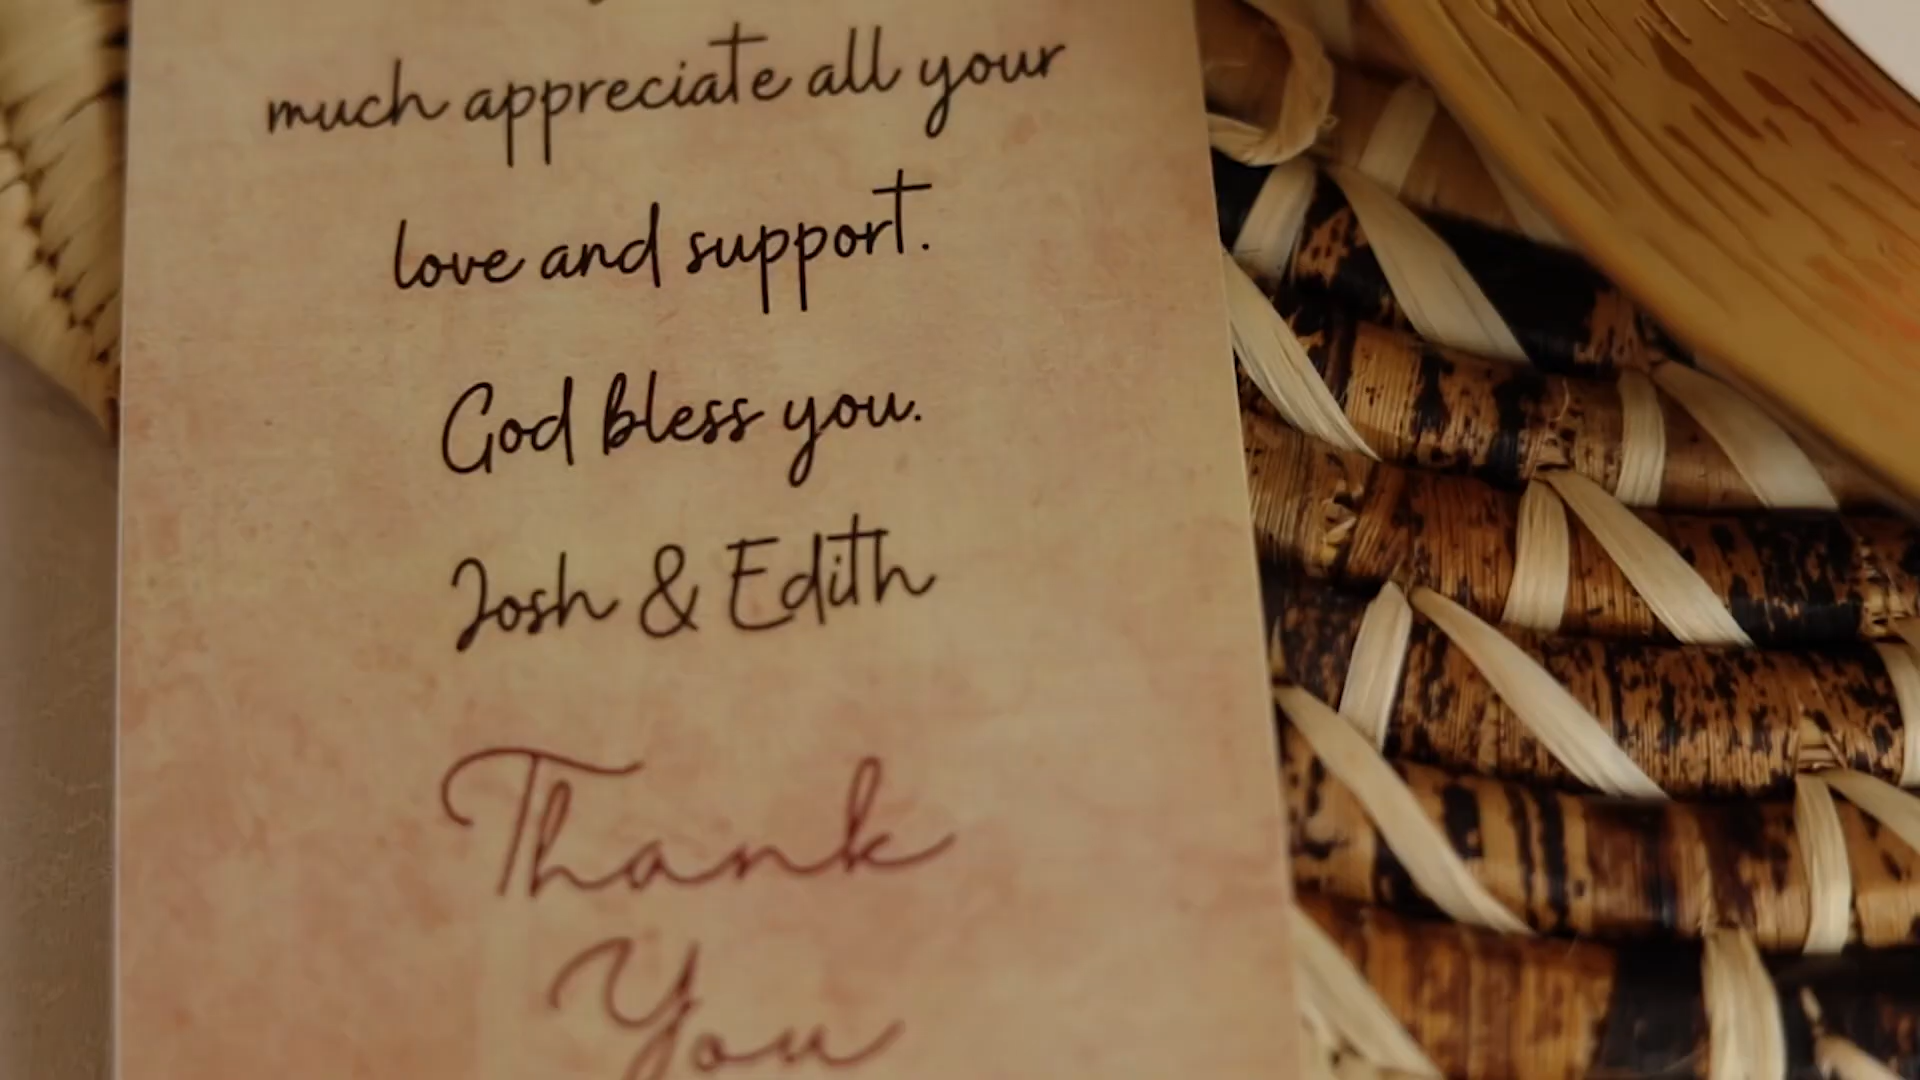 much appreciate all your
love and support.
God bless you.
Josh & Edith
Thank
You